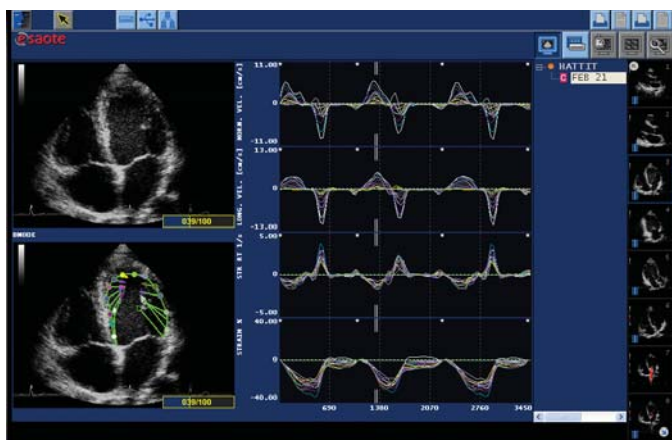 esaote
HATTIT
C FEB 21
11.00
NORM. VEL. [cm/s]
0
-11.00
039/100
13.00
LONG. VEL. [cm/s]
0
-13.00
BMODE
5.00
STR RT 1/s
0
-5.00
40.00
STRAIN %
0
-40.00
039/100
690
1380
2070
2760
3450